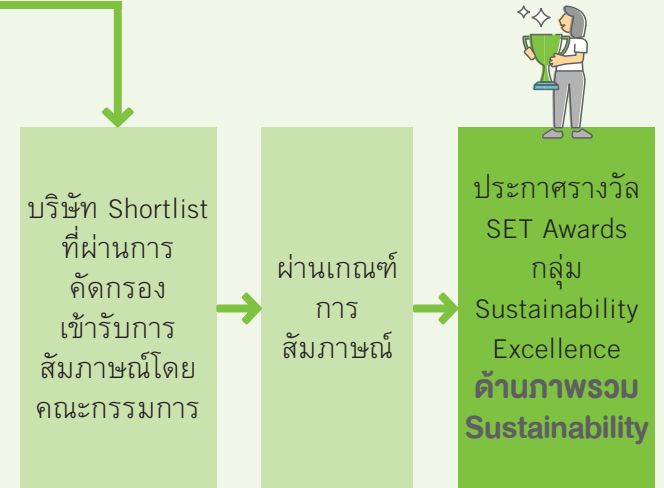 บริษัท Shortlist
ที่ผ่านการ
คัดกรอง
เข้ารับการ
สัมภาษณ์โดย
คณะกรรมการ
ผ่านเกณฑ์
การ
สัมภาษณ์
ประกาศรางวัล
SET Awards
กลุ่ม
Sustainability
Excellence
ด้านภาพรวม
Sustainability